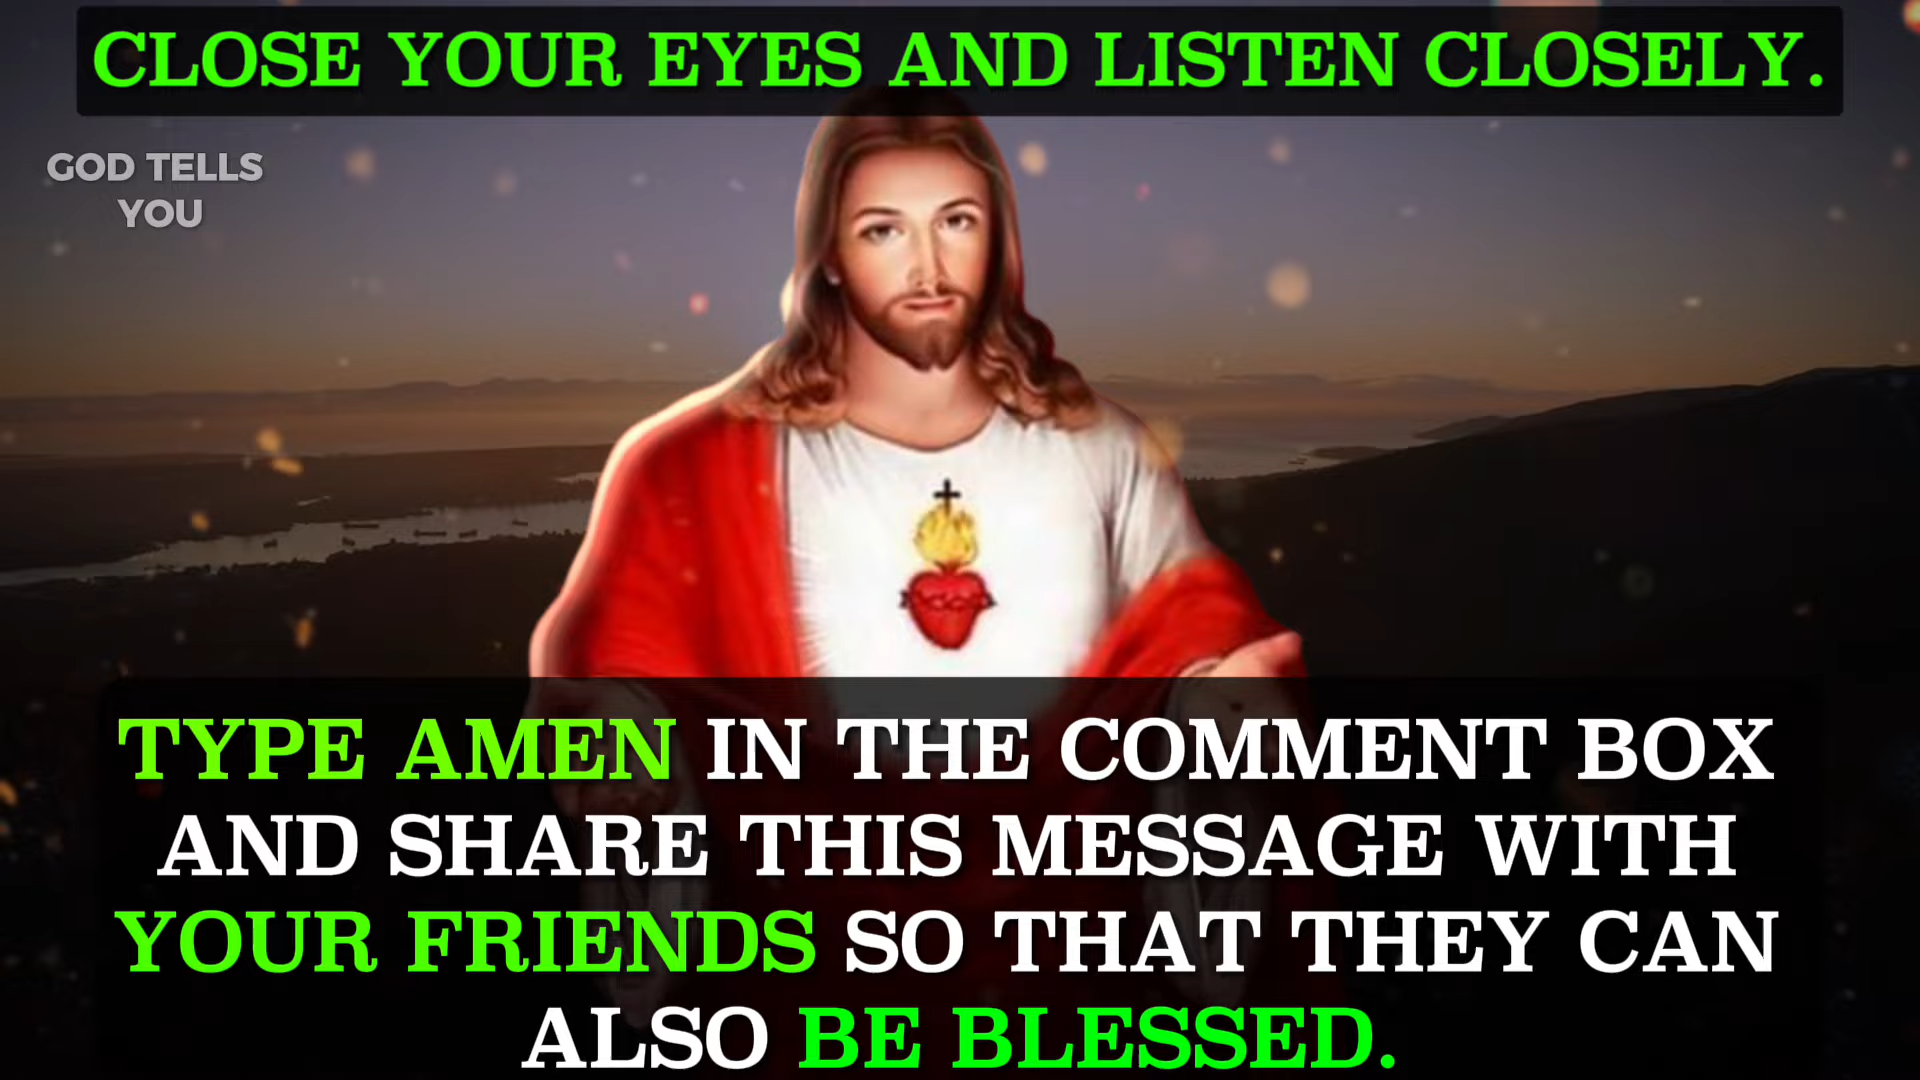 CLOSE YOUR EYES AND LISTEN CLOSELY.
GOD TELLS
YOU
TYPE AMEN IN THE COMMENT BOX
AND SHARE THIS MESSAGE WITH
YOUR FRIENDS SO THAT THEY CAN
ALSO BE BLESSED.